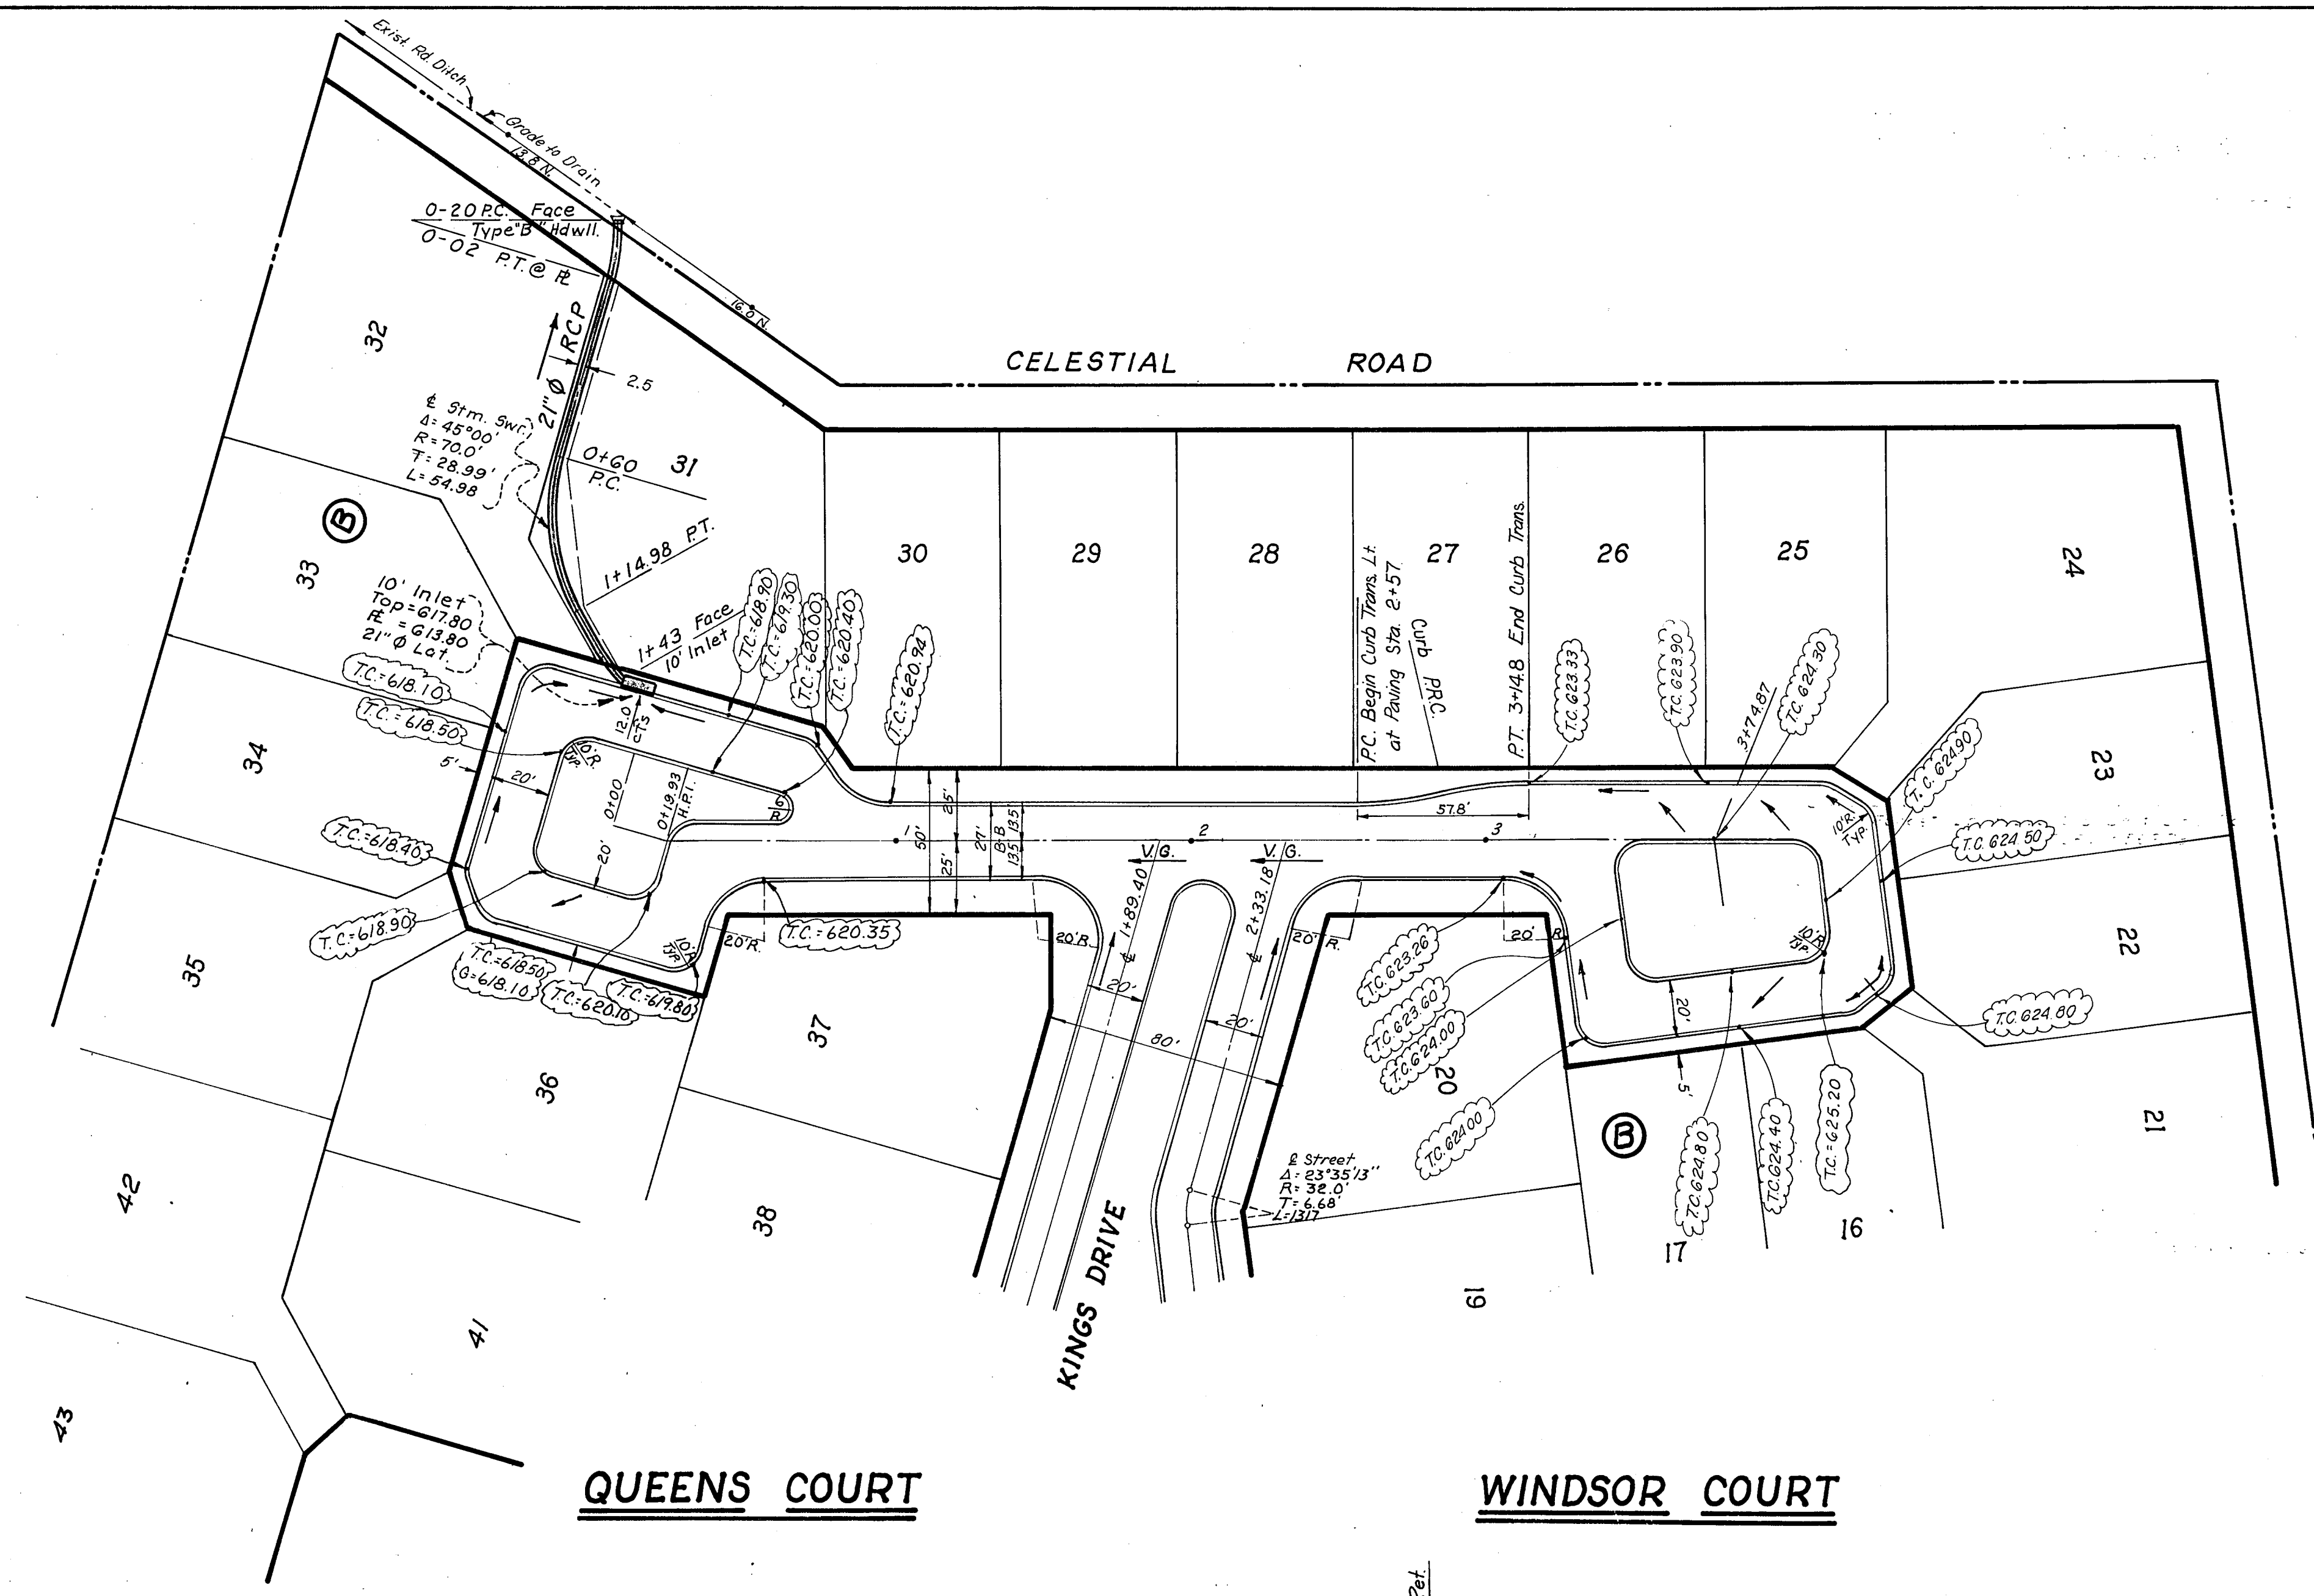 Exist. Rd. Ditch
Grade to Drain
13.8 N.
0-20 P.C. Face
Type "B" Hdwll.
0-02 P.T. @ ℞
16.0 N.
CELESTIAL ROAD
32
21" Ø RCP
2.5
℄ Stm. Swr.
Δ= 45°00'
R= 70.0'
T= 28.99'
L= 54.98
0+60
P.C.
31
1+14.98 P.T.
B
33
10' Inlet
Top=617.80
= 613.80
21" Ø Lat.
1+43 Face
10' Inlet
T.C.=618.90
T.C.=619.30
T.C.=620.00
T.C.=620.40
T.C.=620.94
30
29
28
27
26
25
24
P.C. Begin Curb Trans. Lt.
at Paving Sta. 2+57
Curb P.R.C.
P.T. 3+14.8 End Curb Trans.
T.C. 623.33
T.C. 623.90
3+74.87
T.C. 624.30
T.C. 624.90
23
T.C.=618.10
T.C.=618.50
34
5'
20'
10'R.
Typ.
12.0
CTS
0+00
0+19.93
H.P.I.
6'
R
20'
T.C.=618.40
T.C.=618.90
35
T.C.=618.50
G=618.10
T.C.=620.10
T.C.=619.80
10'R
TYP.
20'R.
T.C.=620.35
1
2
3
50'
25'
25'
27'
B-B
13.5'
13.5'
57.8'
V.G.
V.G.
℄ 1+89.40
℄ 2+33.18
20'R.
20' R.
20' R
20'
20'
80'
10'R.
TYP.
T.C. 624.50
22
10'R
TYP.
20'
T.C. 624.80
T.C. 623.26
T.C. 623.60
T.C. 624.00
20
T.C. 624.00
5'
B
T.C. 624.80
T.C. 624.40
T.C.=625.20
21
36
37
38
42
41
43
KINGS DRIVE
℄ Street
Δ= 23°35'13"
R= 32.0'
T= 6.68'
L=13.17
19
17
16
QUEENS COURT
WINDSOR COURT